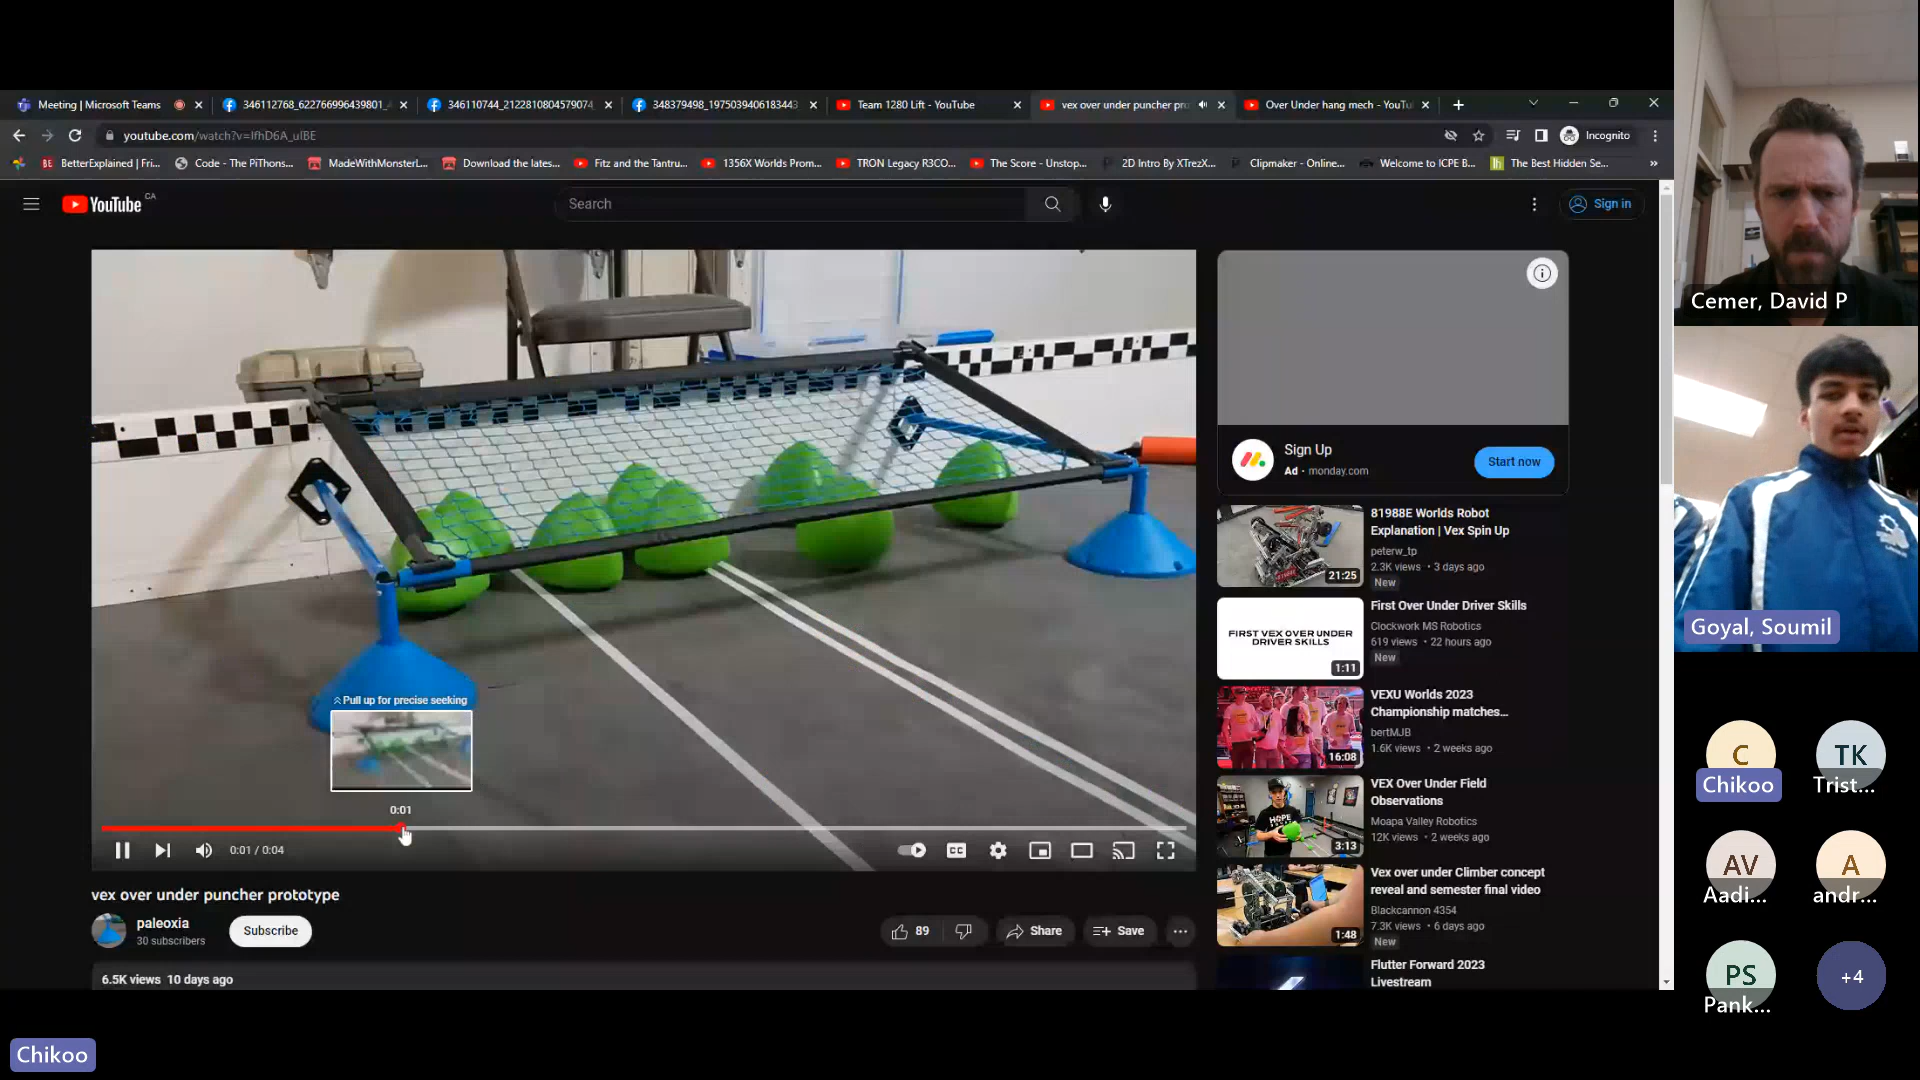 Meeting | Microsoft Teams
346112768_622766996439801_
346110744_2122810804579074
348379498_1975039406183443
Team 1280 Lift - YouTube
vex over under puncher pr
Over Under hang mech - YouTu
youtube.com/watch?v=IfhD6A_ulBE
Incognito
BetterExplained | Fri...
Code - The PiThons...
MadeWithMonsterL...
Download the lates...
Fitz and the Tantru...
1356X Worlds Prom...
TRON Legacy R3CO...
The Score - Unstop...
2D Intro By XTrezX...
Clipmaker - Online...
Welcome to ICPE B...
The Best Hidden Se...
YouTube CA
Search
Sign in
Pull up for precise seeking
0:01
0:01 / 0:04
CC
vex over under puncher prototype
paleoxia
30 subscribers
Subscribe
89
Share
Save
6.5K views 10 days ago
Sign Up
Ad · monday.com
Start now
81988E Worlds Robot
Explanation | Vex Spin Up
peterw_tp
2.3K views • 3 days ago
New
21:25
First Over Under Driver Skills
Clockwork MS Robotics
619 views • 22 hours ago
New
FIRST VEX OVER UNDER
DRIVER SKILLS
1:11
VEXU Worlds 2023
Championship matches...
bertMJB
1.6K views • 2 weeks ago
16:08
VEX Over Under Field
Observations
Moapa Valley Robotics
12K views • 2 weeks ago
HOPE
3:13
Vex over under Climber concept
reveal and semester final video
Blackcannon 4354
7.3K views • 6 days ago
New
1:48
Flutter Forward 2023
Livestream
Cemer, David P
Goyal, Soumil
C
Chikoo
TK
Trist...
AV
Aadi...
A
andr...
PS
Pank...
+4
Chikoo